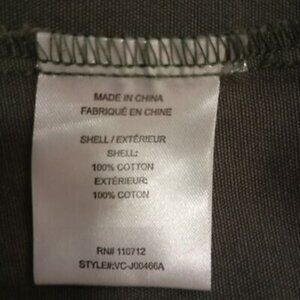 MADE IN CHINA
FABRIQUÉ EN CHINE
SHELL / EXTÉRIEUR
SHELL:
100% COTTON
EXTÉRIEUR:
100% COTON
RN# 110712
STYLE#:VC-J00466A